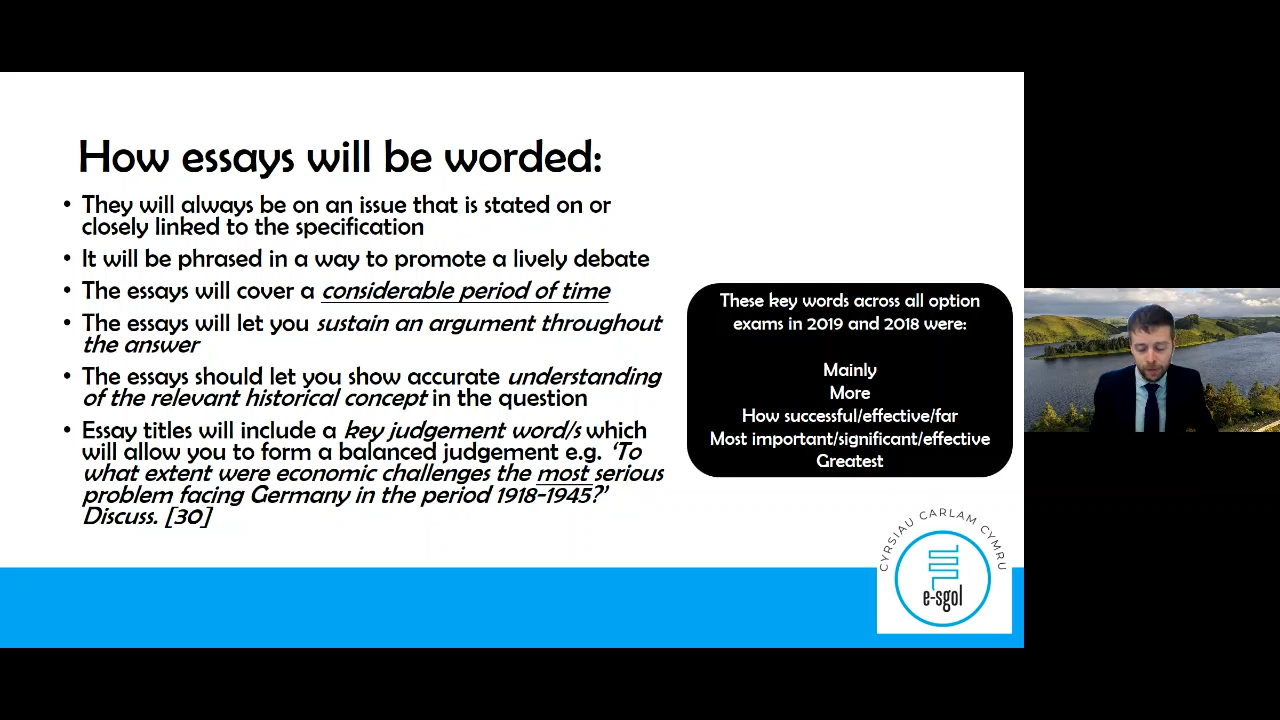 How essays will be worded:
• They will always be on an issue that is stated on or
closely linked to the specification
• It will be phrased in a way to promote a lively debate
• The essays will cover a considerable period of time
• The essays will let you sustain an argument throughout
the answer
• The essays should let you show accurate understanding
of the relevant historical concept in the question
• Essay titles will include a key judgement word/s which
will allow you to form a balanced judgement e.g. ‘To
what extent were economic challenges the most serious
problem facing Germany in the period 1918-1945?’
Discuss. [30]
These key words across all option
exams in 2019 and 2018 were:
Mainly
More
How successful/effective/far
Most important/significant/effective
Greatest
CYRSIAU CARLAM CYMRU
e-sgol